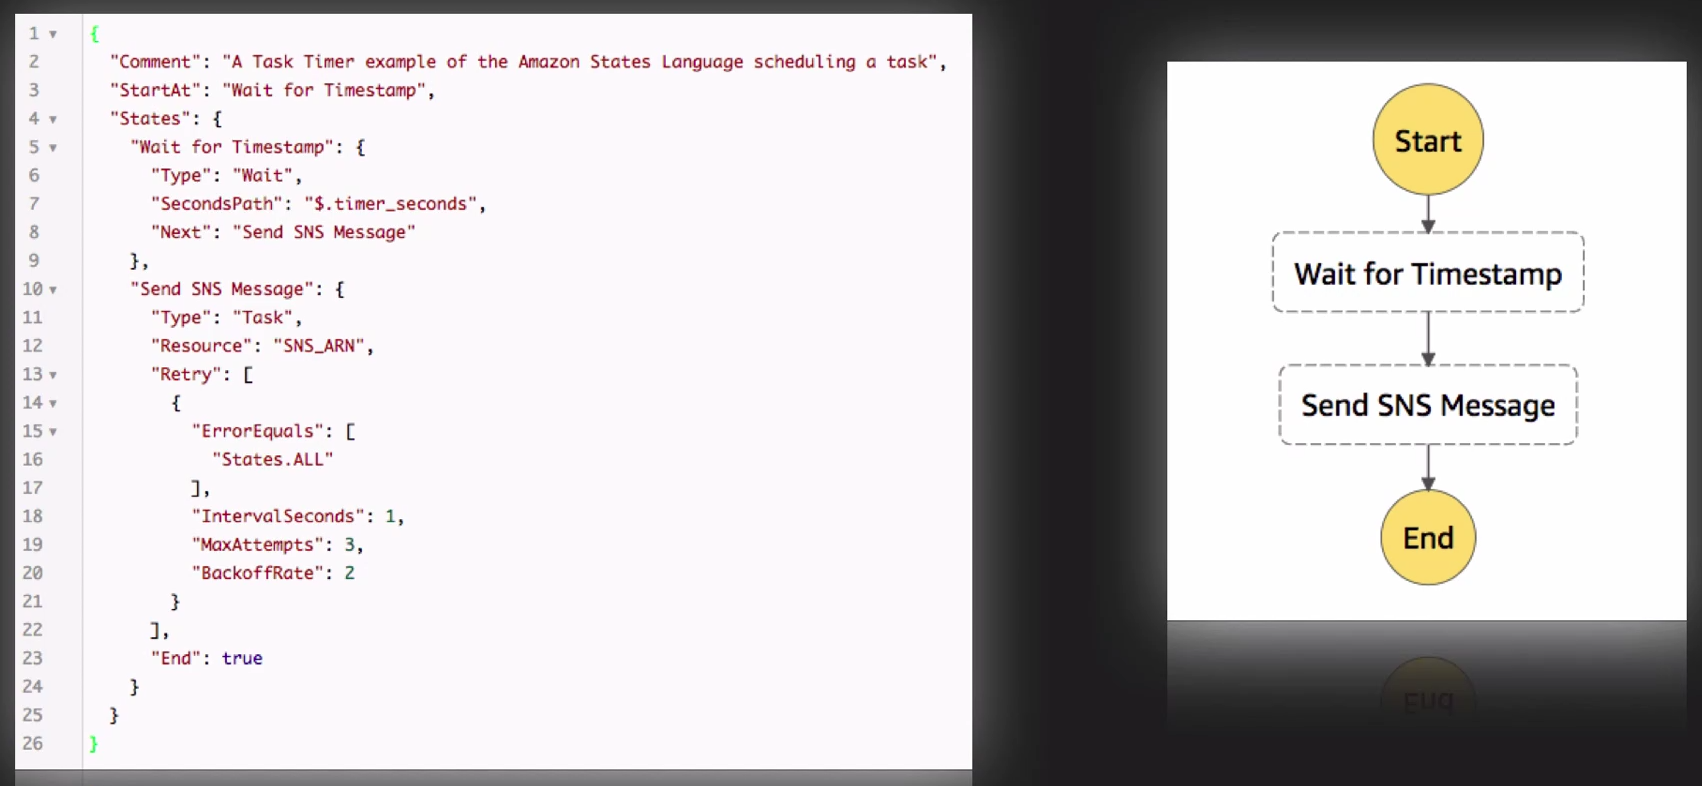 1 {
2 "Comment": "A Task Timer example of the Amazon States Language scheduling a task",
3 "StartAt": "Wait for Timestamp",
4 "States": {
5 "Wait for Timestamp": {
6 "Type": "Wait",
7 "SecondsPath": "$.timer_seconds",
8 "Next": "Send SNS Message"
9 },
10 "Send SNS Message": {
11 "Type": "Task",
12 "Resource": "SNS_ARN",
13 "Retry": [
14 {
15 "ErrorEquals": [
16 "States.ALL"
17 ],
18 "IntervalSeconds": 1,
19 "MaxAttempts": 3,
20 "BackoffRate": 2
21 }
22 ],
23 "End": true
24 }
25 }
26 }
Start
Wait for Timestamp
Send SNS Message
End